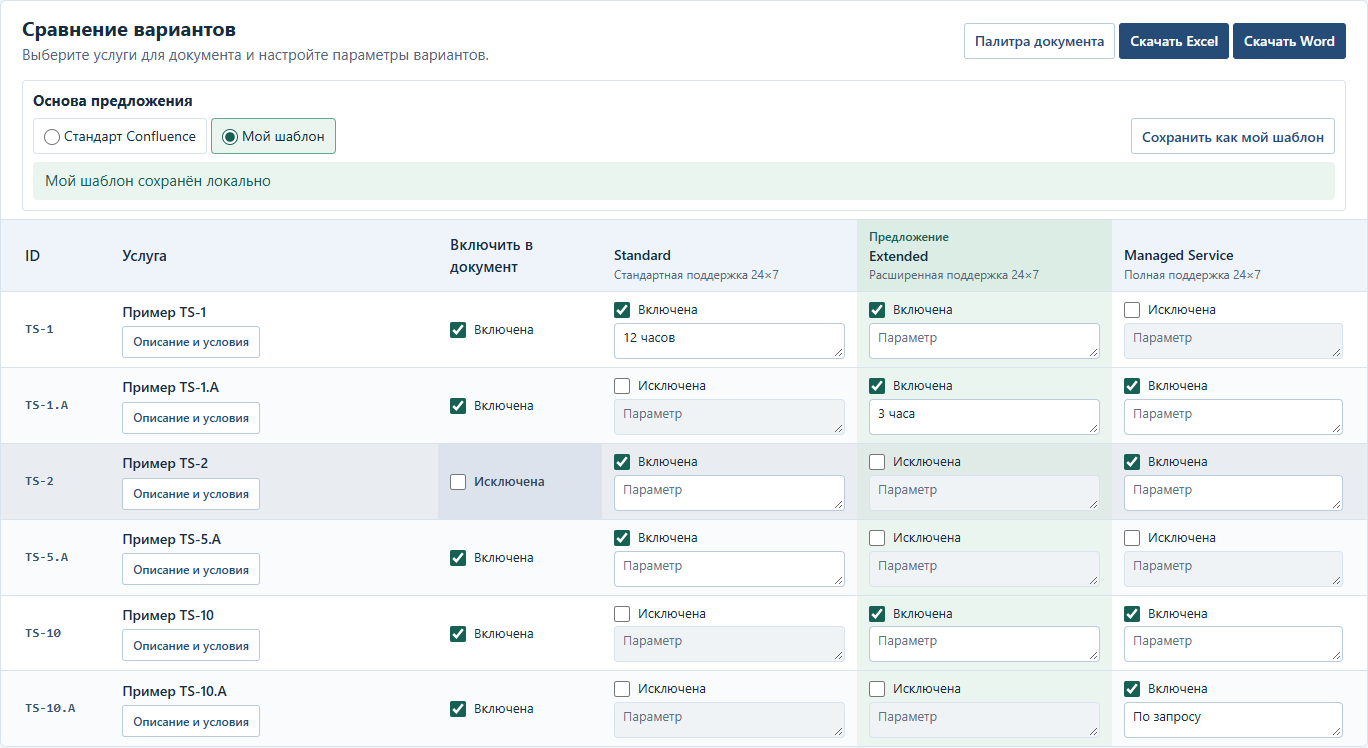 Сравнение вариантов
Выберите услуги для документа и настройте параметры вариантов.
Палитра документа
Скачать Excel
Скачать Word
Основа предложения
Стандарт Confluence
Мой шаблон
Сохранить как мой шаблон
Мой шаблон сохранён локально
ID
Услуга
Включить в
документ
Standard
Стандартная поддержка 24×7
Предложение
Extended
Расширенная поддержка 24×7
Managed Service
Полная поддержка 24×7
TS-1
Пример TS-1
Описание и условия
Включена
Включена
12 часов
Включена
Параметр
Исключена
Параметр
TS-1.A
Пример TS-1.A
Описание и условия
Включена
Исключена
Параметр
Включена
3 часа
Включена
Параметр
TS-2
Пример TS-2
Описание и условия
Исключена
Включена
Параметр
Исключена
Параметр
Включена
Параметр
TS-5.A
Пример TS-5.A
Описание и условия
Включена
Включена
Параметр
Исключена
Параметр
Исключена
Параметр
TS-10
Пример TS-10
Описание и условия
Включена
Исключена
Параметр
Включена
Параметр
Включена
Параметр
TS-10.A
Пример TS-10.A
Описание и условия
Включена
Исключена
Параметр
Исключена
Параметр
Включена
По запросу